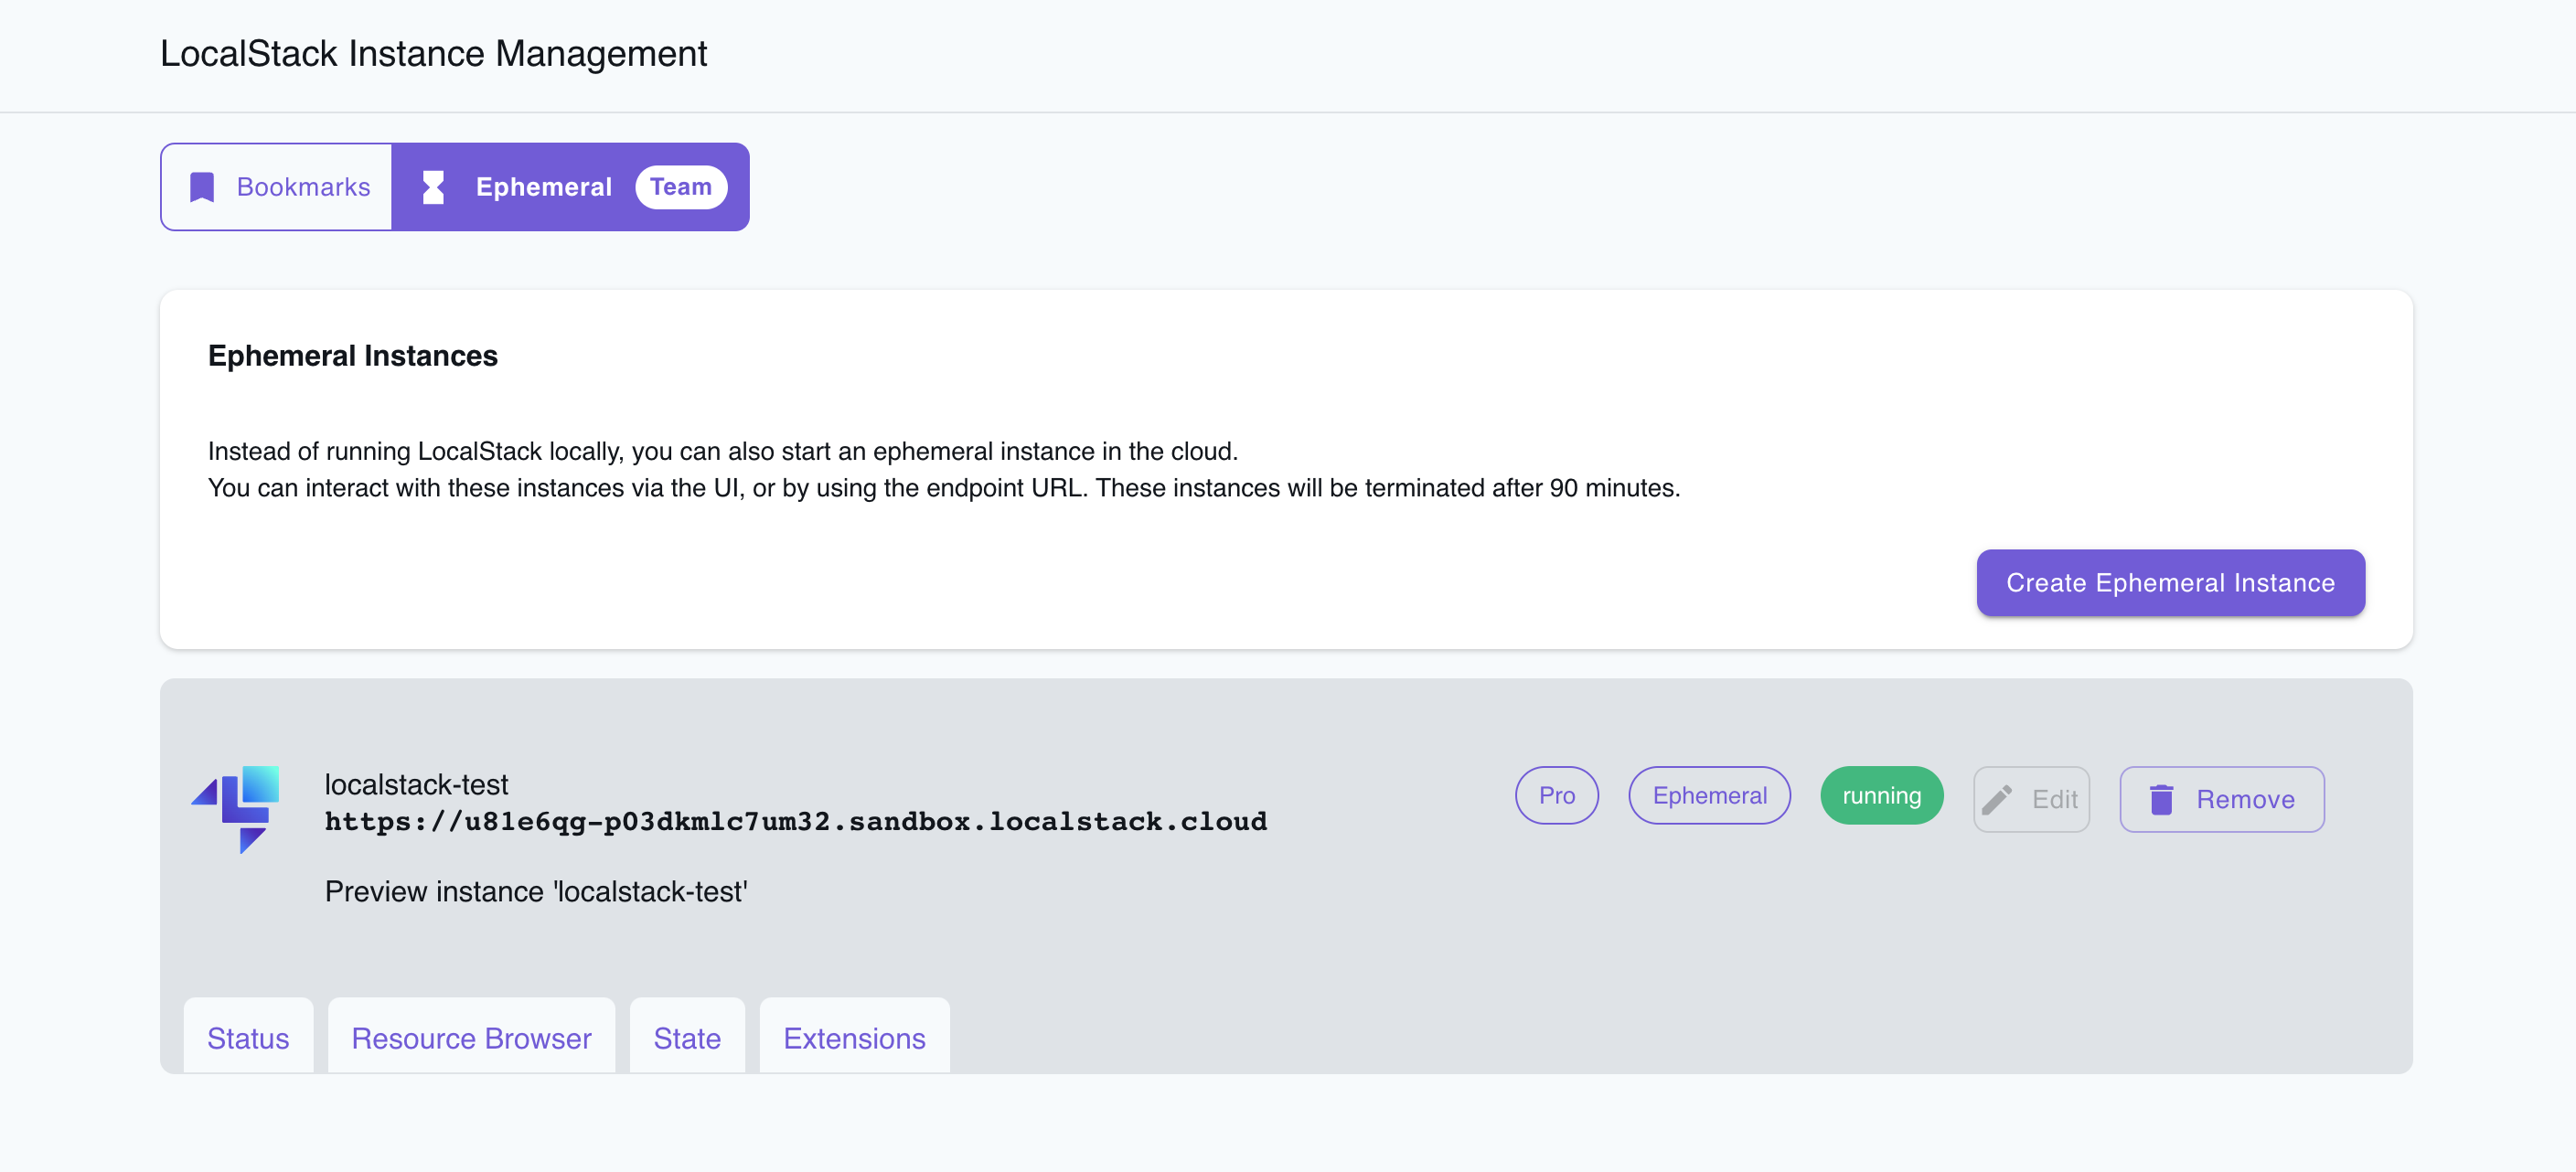 LocalStack Instance Management
Bookmarks
Ephemeral Team
Ephemeral Instances
Instead of running LocalStack locally, you can also start an ephemeral instance in the cloud.
You can interact with these instances via the UI, or by using the endpoint URL. These instances will be terminated after 90 minutes.
Create Ephemeral Instance
localstack-test
https://u81e6qg-p03dkmlc7um32.sandbox.localstack.cloud
Preview instance 'localstack-test'
Pro
Ephemeral
running
Edit
Remove
Status
Resource Browser
State
Extensions